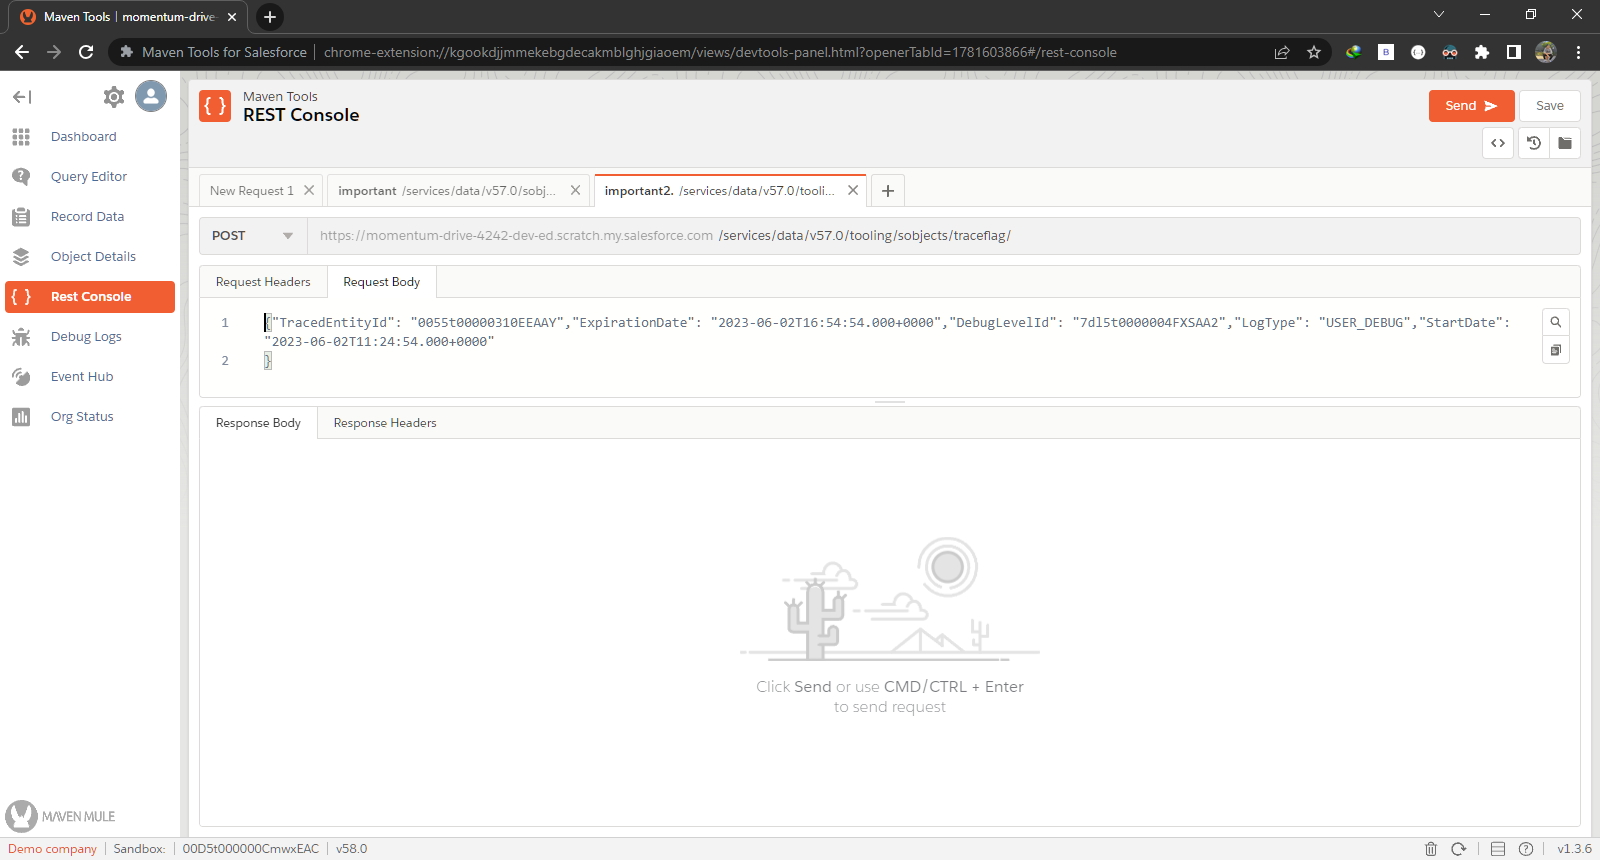 Maven Tools | momentum-drive-
Maven Tools for Salesforce | chrome-extension://kgookdjjmmekebgdecakmblghjgiaoem/views/devtools-panel.html?openerTabId=1781603866#/rest-console
Dashboard
Query Editor
Record Data
Object Details
{ } Rest Console
Debug Logs
Event Hub
Org Status
MAVEN MULE
{ }
Maven Tools
REST Console
Send
Save
New Request 1
important /services/data/v57.0/sobj...
important2. /services/data/v57.0/tooli...
POST
https://momentum-drive-4242-dev-ed.scratch.my.salesforce.com /services/data/v57.0/tooling/sobjects/traceflag/
Request Headers
Request Body
1 {"TracedEntityId": "0055t00000310EEAAY","ExpirationDate": "2023-06-02T16:54:54.000+0000","DebugLevelId": "7dl5t0000004FXSAA2","LogType": "USER_DEBUG","StartDate":
"2023-06-02T11:24:54.000+0000"
2 }
Response Body
Response Headers
Click Send or use CMD/CTRL + Enter
to send request
Demo company | Sandbox: | 00D5t000000CmwxEAC | v58.0
v1.3.6